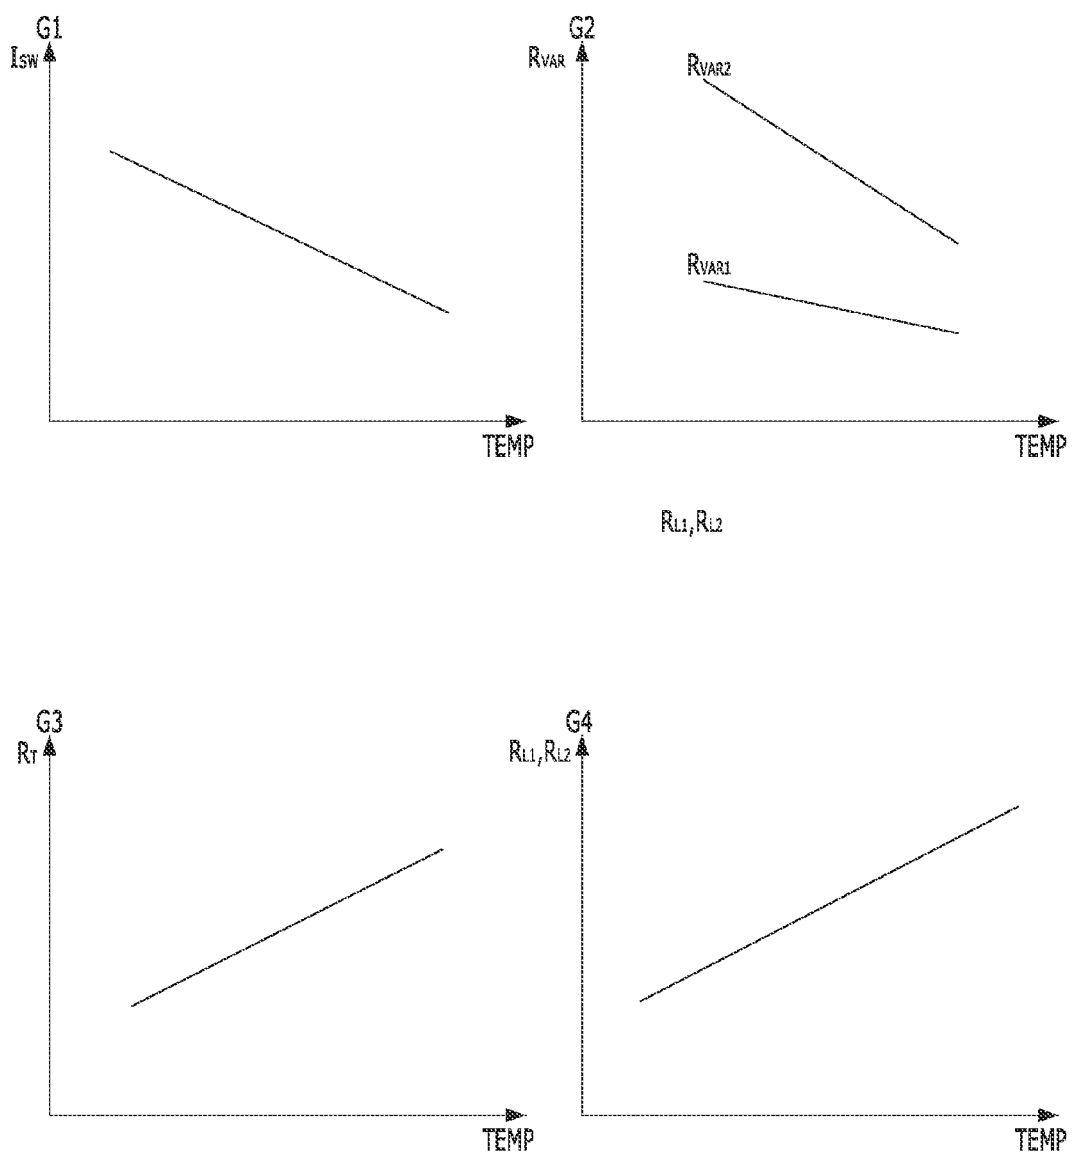 G1
ISW
TEMP
G2
RVAR
RVAR2
RVAR1
TEMP
RL1,RL2
G3
RT
TEMP
G4
RL1,RL2
TEMP